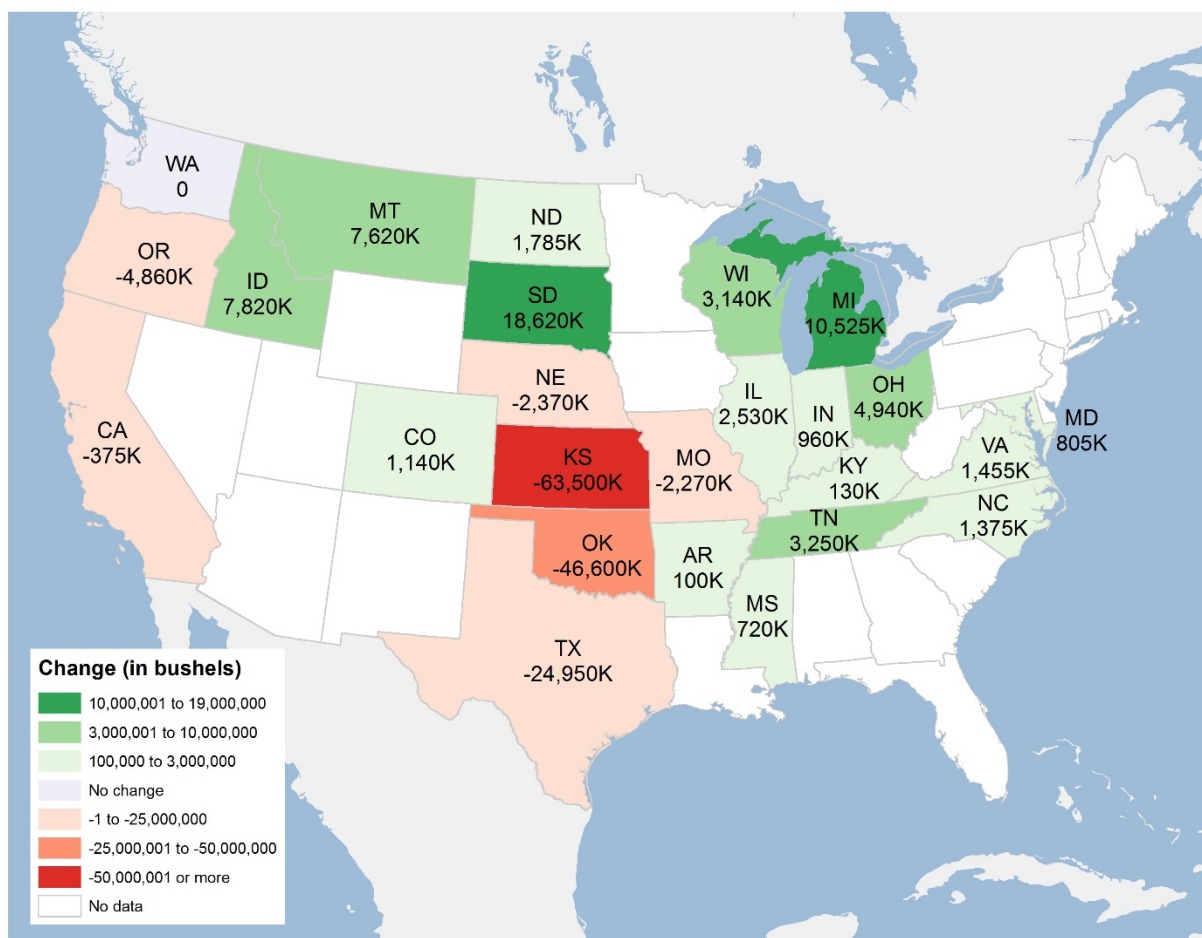 WA
0
OR
-4,860K
ID
7,820K
MT
7,620K
ND
1,785K
SD
18,620K
WI
3,140K
MI
10,525K
NE
-2,370K
IL
2,530K
IN
960K
OH
4,940K
MD
805K
CA
-375K
CO
1,140K
KS
-63,500K
MO
-2,270K
KY
130K
VA
1,455K
NC
1,375K
TN
3,250K
OK
-46,600K
AR
100K
MS
720K
TX
-24,950K
Change (in bushels)
10,000,001 to 19,000,000
3,000,001 to 10,000,000
100,000 to 3,000,000
No change
-1 to -25,000,000
-25,000,001 to -50,000,000
-50,000,001 or more
No data